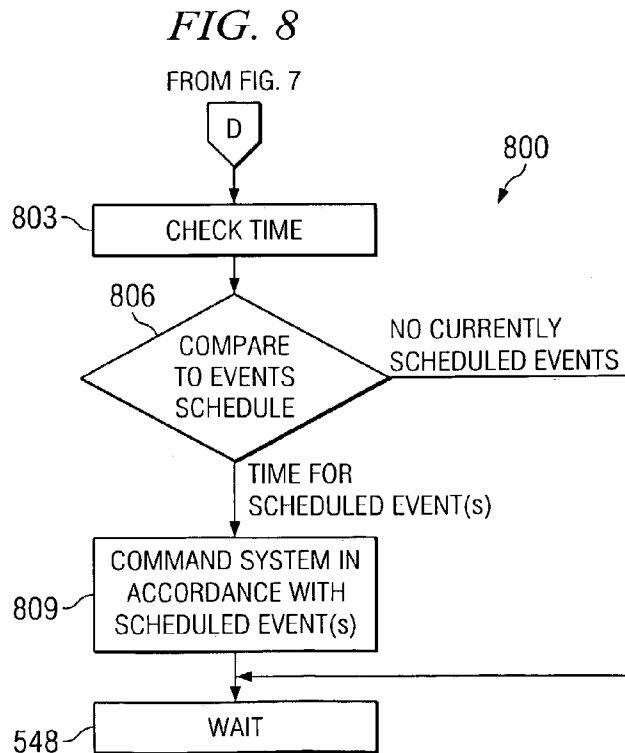 FIG. 8
FROM FIG. 7
D
800
803
CHECK TIME
806
COMPARE
TO EVENTS
SCHEDULE
NO CURRENTLY
SCHEDULED EVENTS
TIME FOR
SCHEDULED EVENT(s)
COMMAND SYSTEM IN
ACCORDANCE WITH
SCHEDULED EVENT(s)
809
WAIT
548